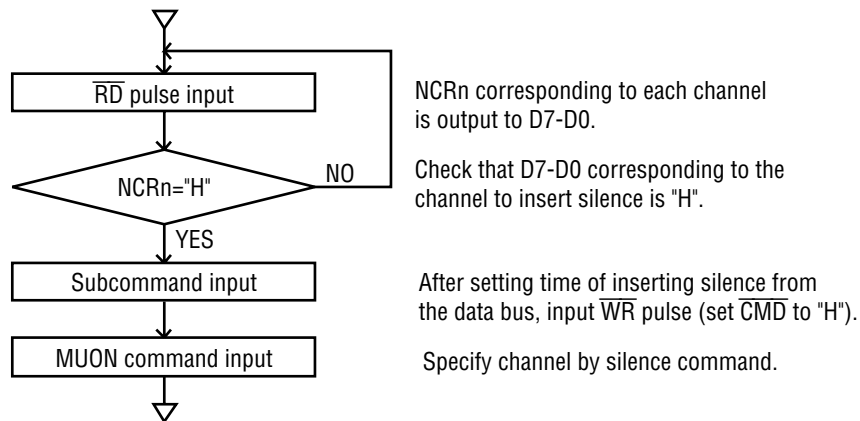 RD pulse input
NCRn corresponding to each channel
is output to D7-D0.
NCRn="H"
NO
Check that D7-D0 corresponding to the
channel to insert silence is "H".
YES
Subcommand input
After setting time of inserting silence from
the data bus, input WR pulse (set CMD to "H").
MUON command input
Specify channel by silence command.